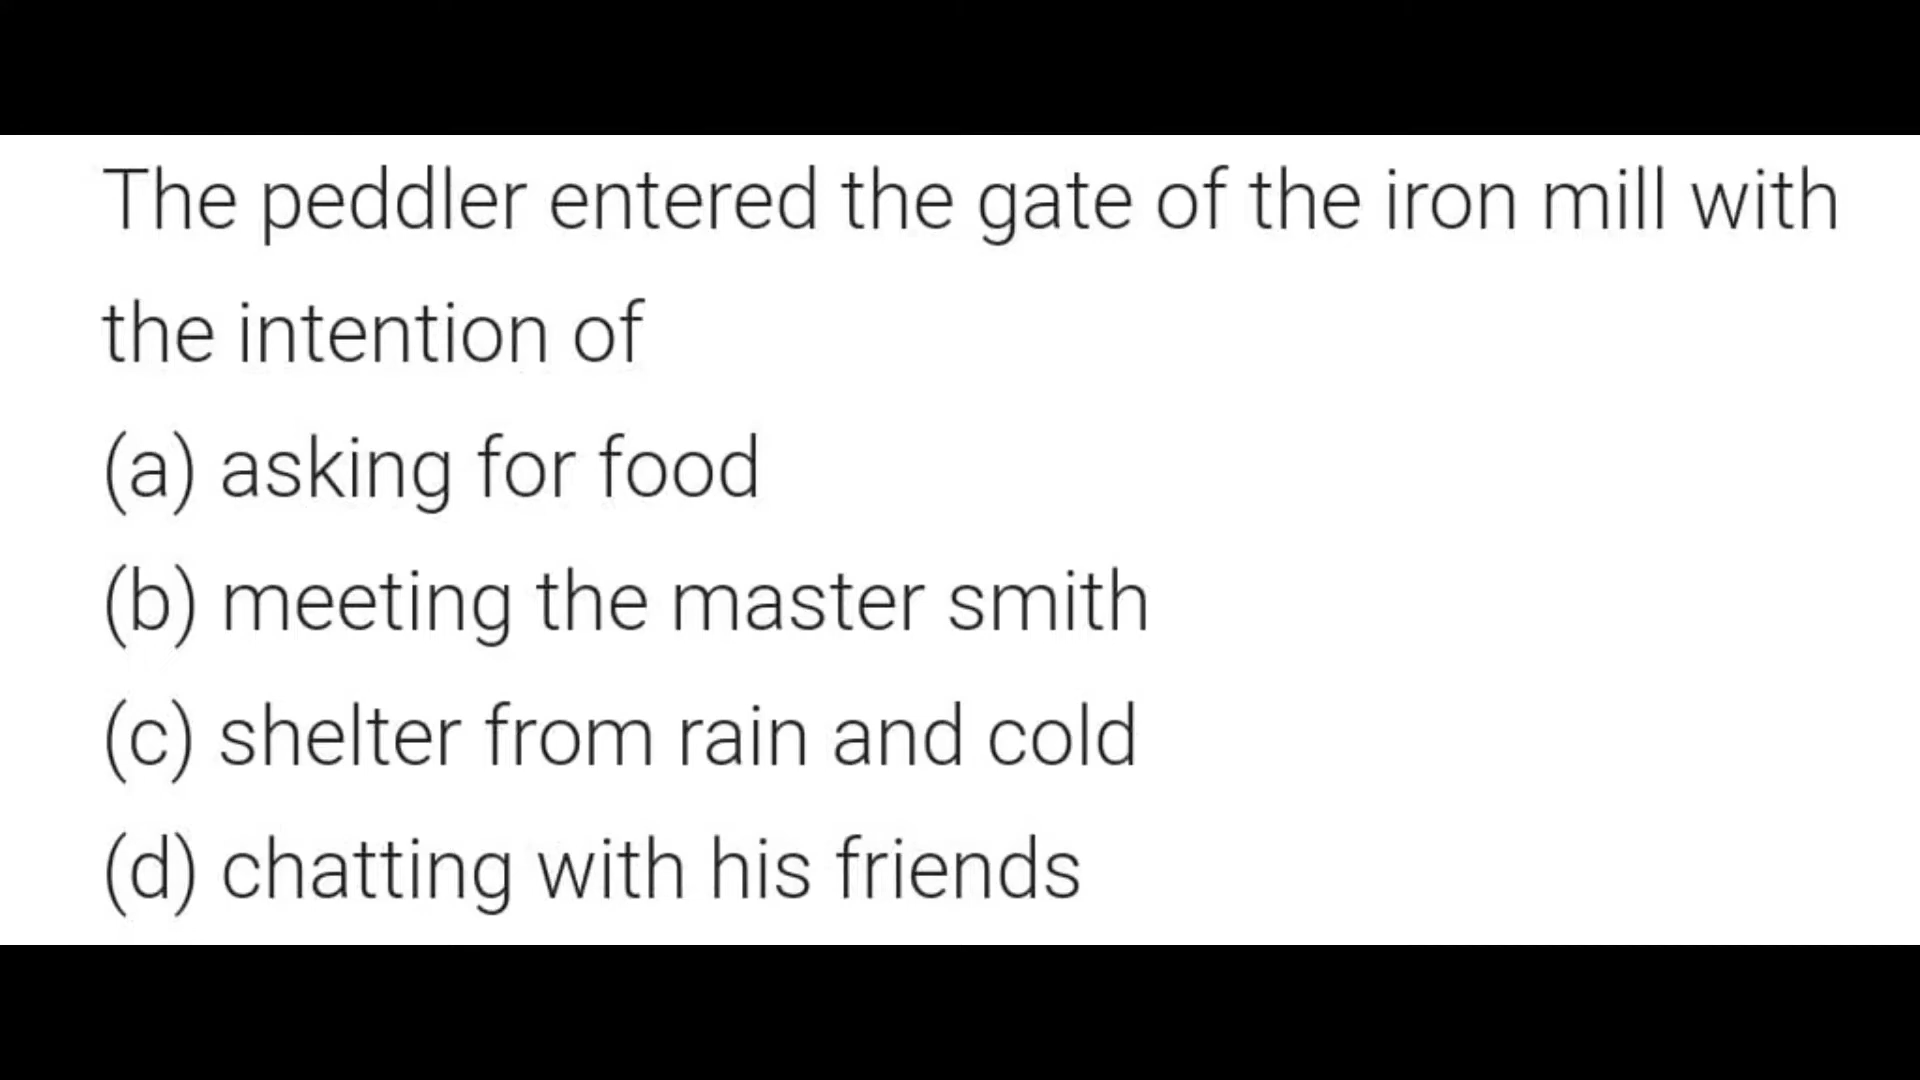 The peddler entered the gate of the iron mill with
the intention of
(a) asking for food
(b) meeting the master smith
(c) shelter from rain and cold
(d) chatting with his friends